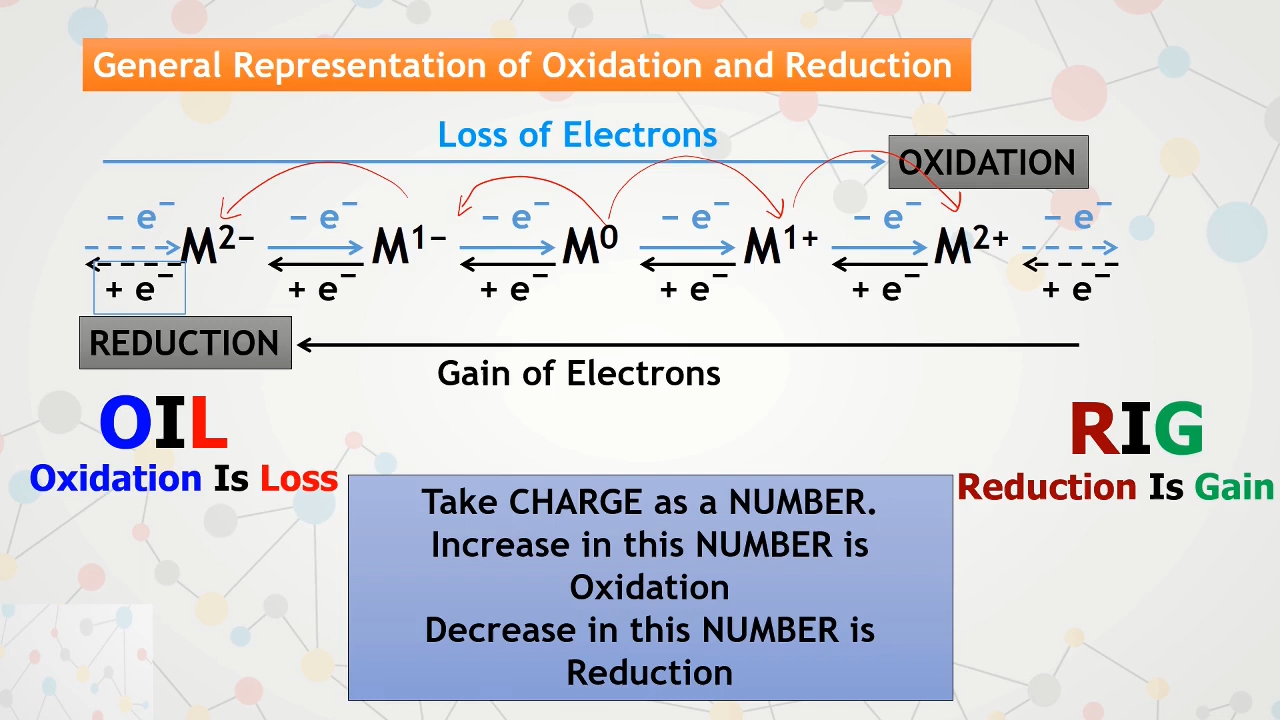 General Representation of Oxidation and Reduction
Loss of Electrons
OXIDATION
− e⁻ − e⁻ − e⁻ − e⁻ − e⁻ − e⁻
M²⁻ M¹⁻ M⁰ M¹⁺ M²⁺
+ e⁻ + e⁻ + e⁻ + e⁻ + e⁻ + e⁻
REDUCTION
Gain of Electrons
OIL
Oxidation Is Loss
RIG
Reduction Is Gain
Take CHARGE as a NUMBER.
Increase in this NUMBER is
Oxidation
Decrease in this NUMBER is
Reduction